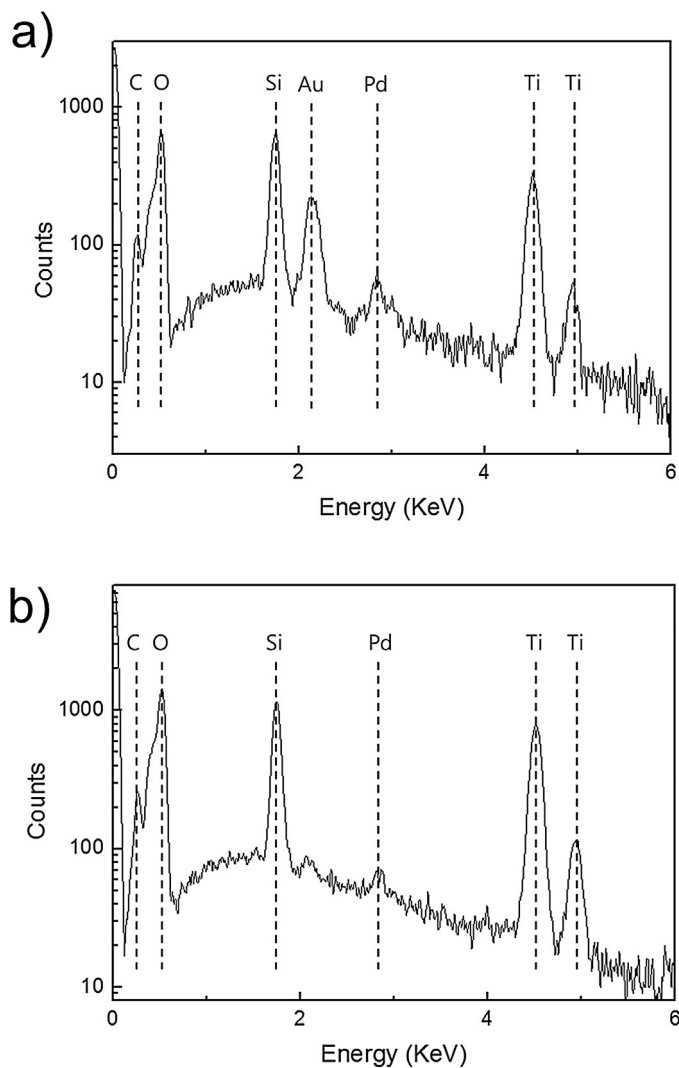 a)
C O Si Au Pd Ti Ti
1000
100
10
Counts
0 2 4 6
Energy (KeV)
b)
C O Si Pd Ti Ti
1000
100
10
Counts
0 2 4 6
Energy (KeV)